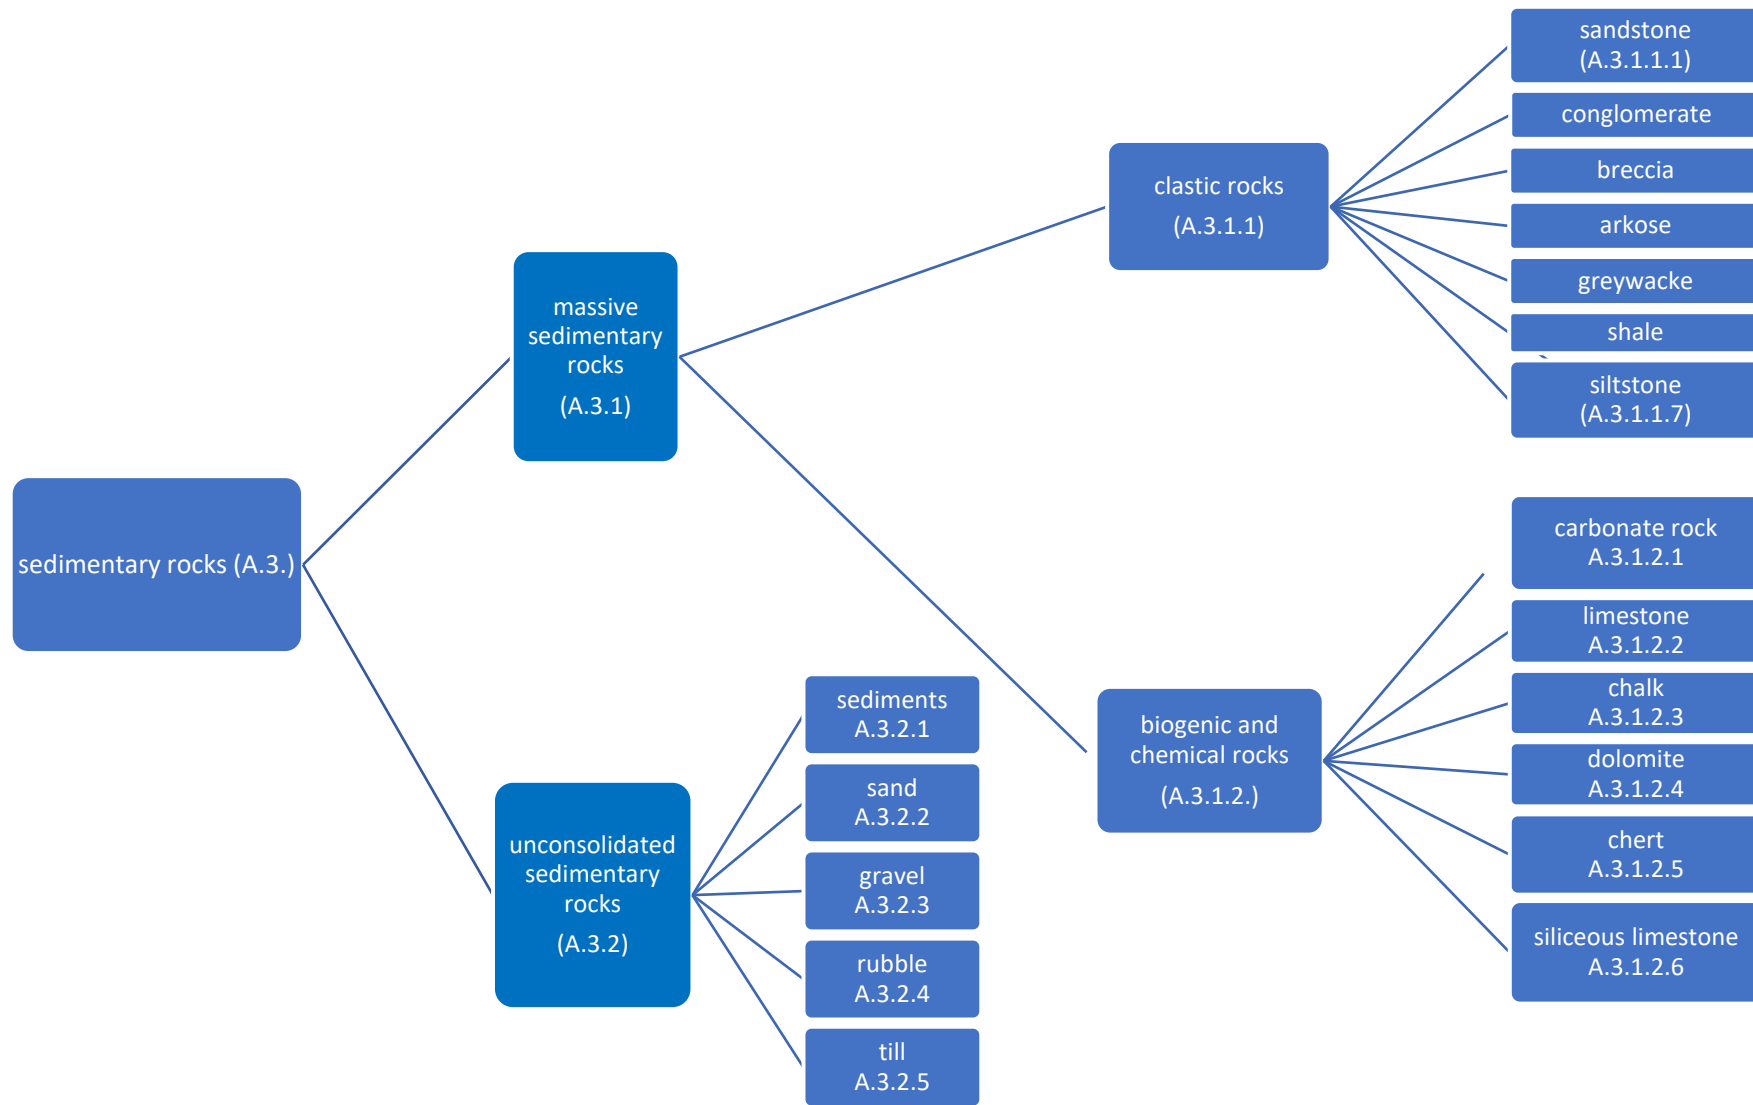 sedimentary rocks (A.3.)
massive
sedimentary
rocks
(A.3.1)
clastic rocks
(A.3.1.1)
sandstone
(A.3.1.1.1)
conglomerate
breccia
arkose
greywacke
shale
siltstone
(A.3.1.1.7)
biogenic and
chemical rocks
(A.3.1.2.)
carbonate rock
A.3.1.2.1
limestone
A.3.1.2.2
chalk
A.3.1.2.3
dolomite
A.3.1.2.4
chert
A.3.1.2.5
siliceous limestone
A.3.1.2.6
unconsolidated
sedimentary
rocks
(A.3.2)
sediments
A.3.2.1
sand
A.3.2.2
gravel
A.3.2.3
rubble
A.3.2.4
till
A.3.2.5